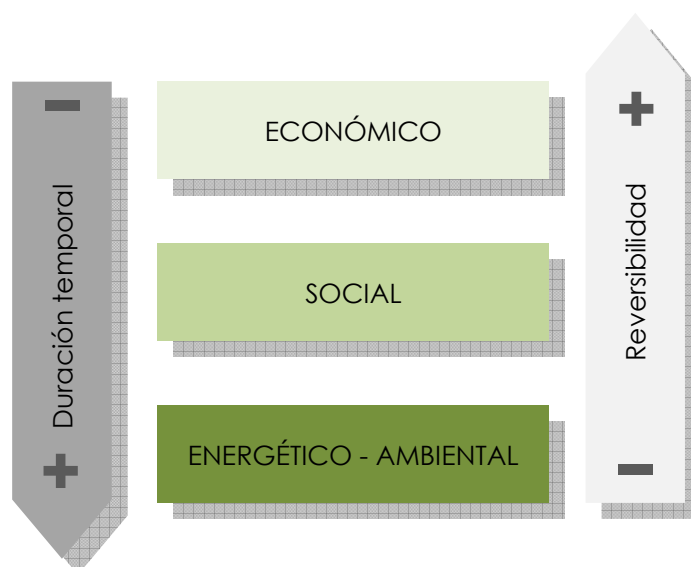 Duración temporal
ECONÓMICO
SOCIAL
ENERGÉTICO - AMBIENTAL
Reversibilidad